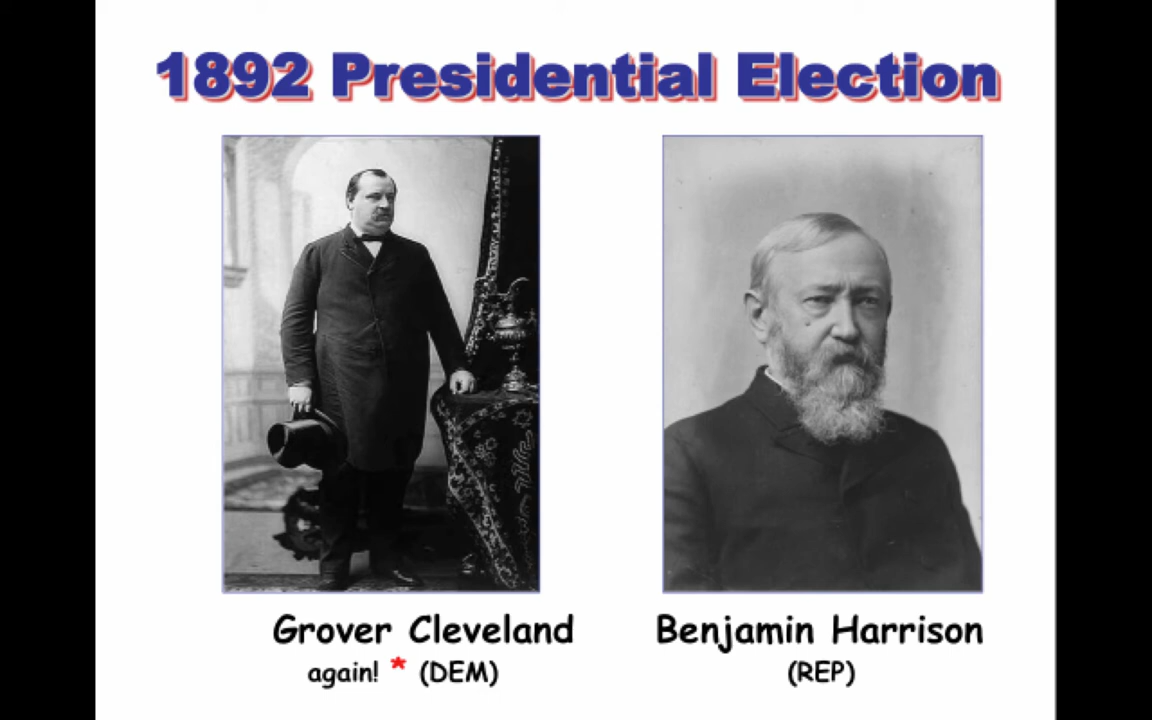 1892 Presidential Election
Grover Cleveland
again! * (DEM)
Benjamin Harrison
(REP)